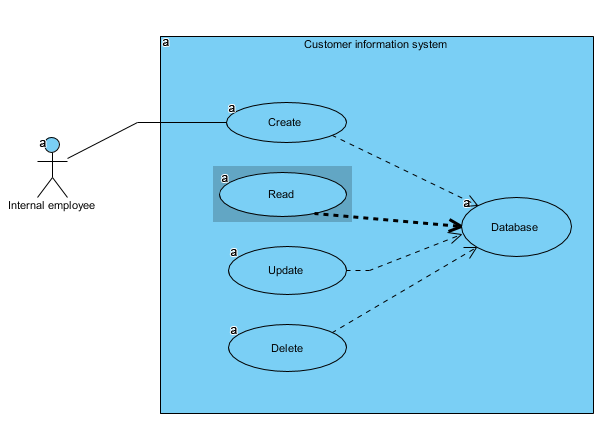 a
Customer information system
a
Create
a
Internal employee
a
Read
a
Database
a
Update
a
Delete